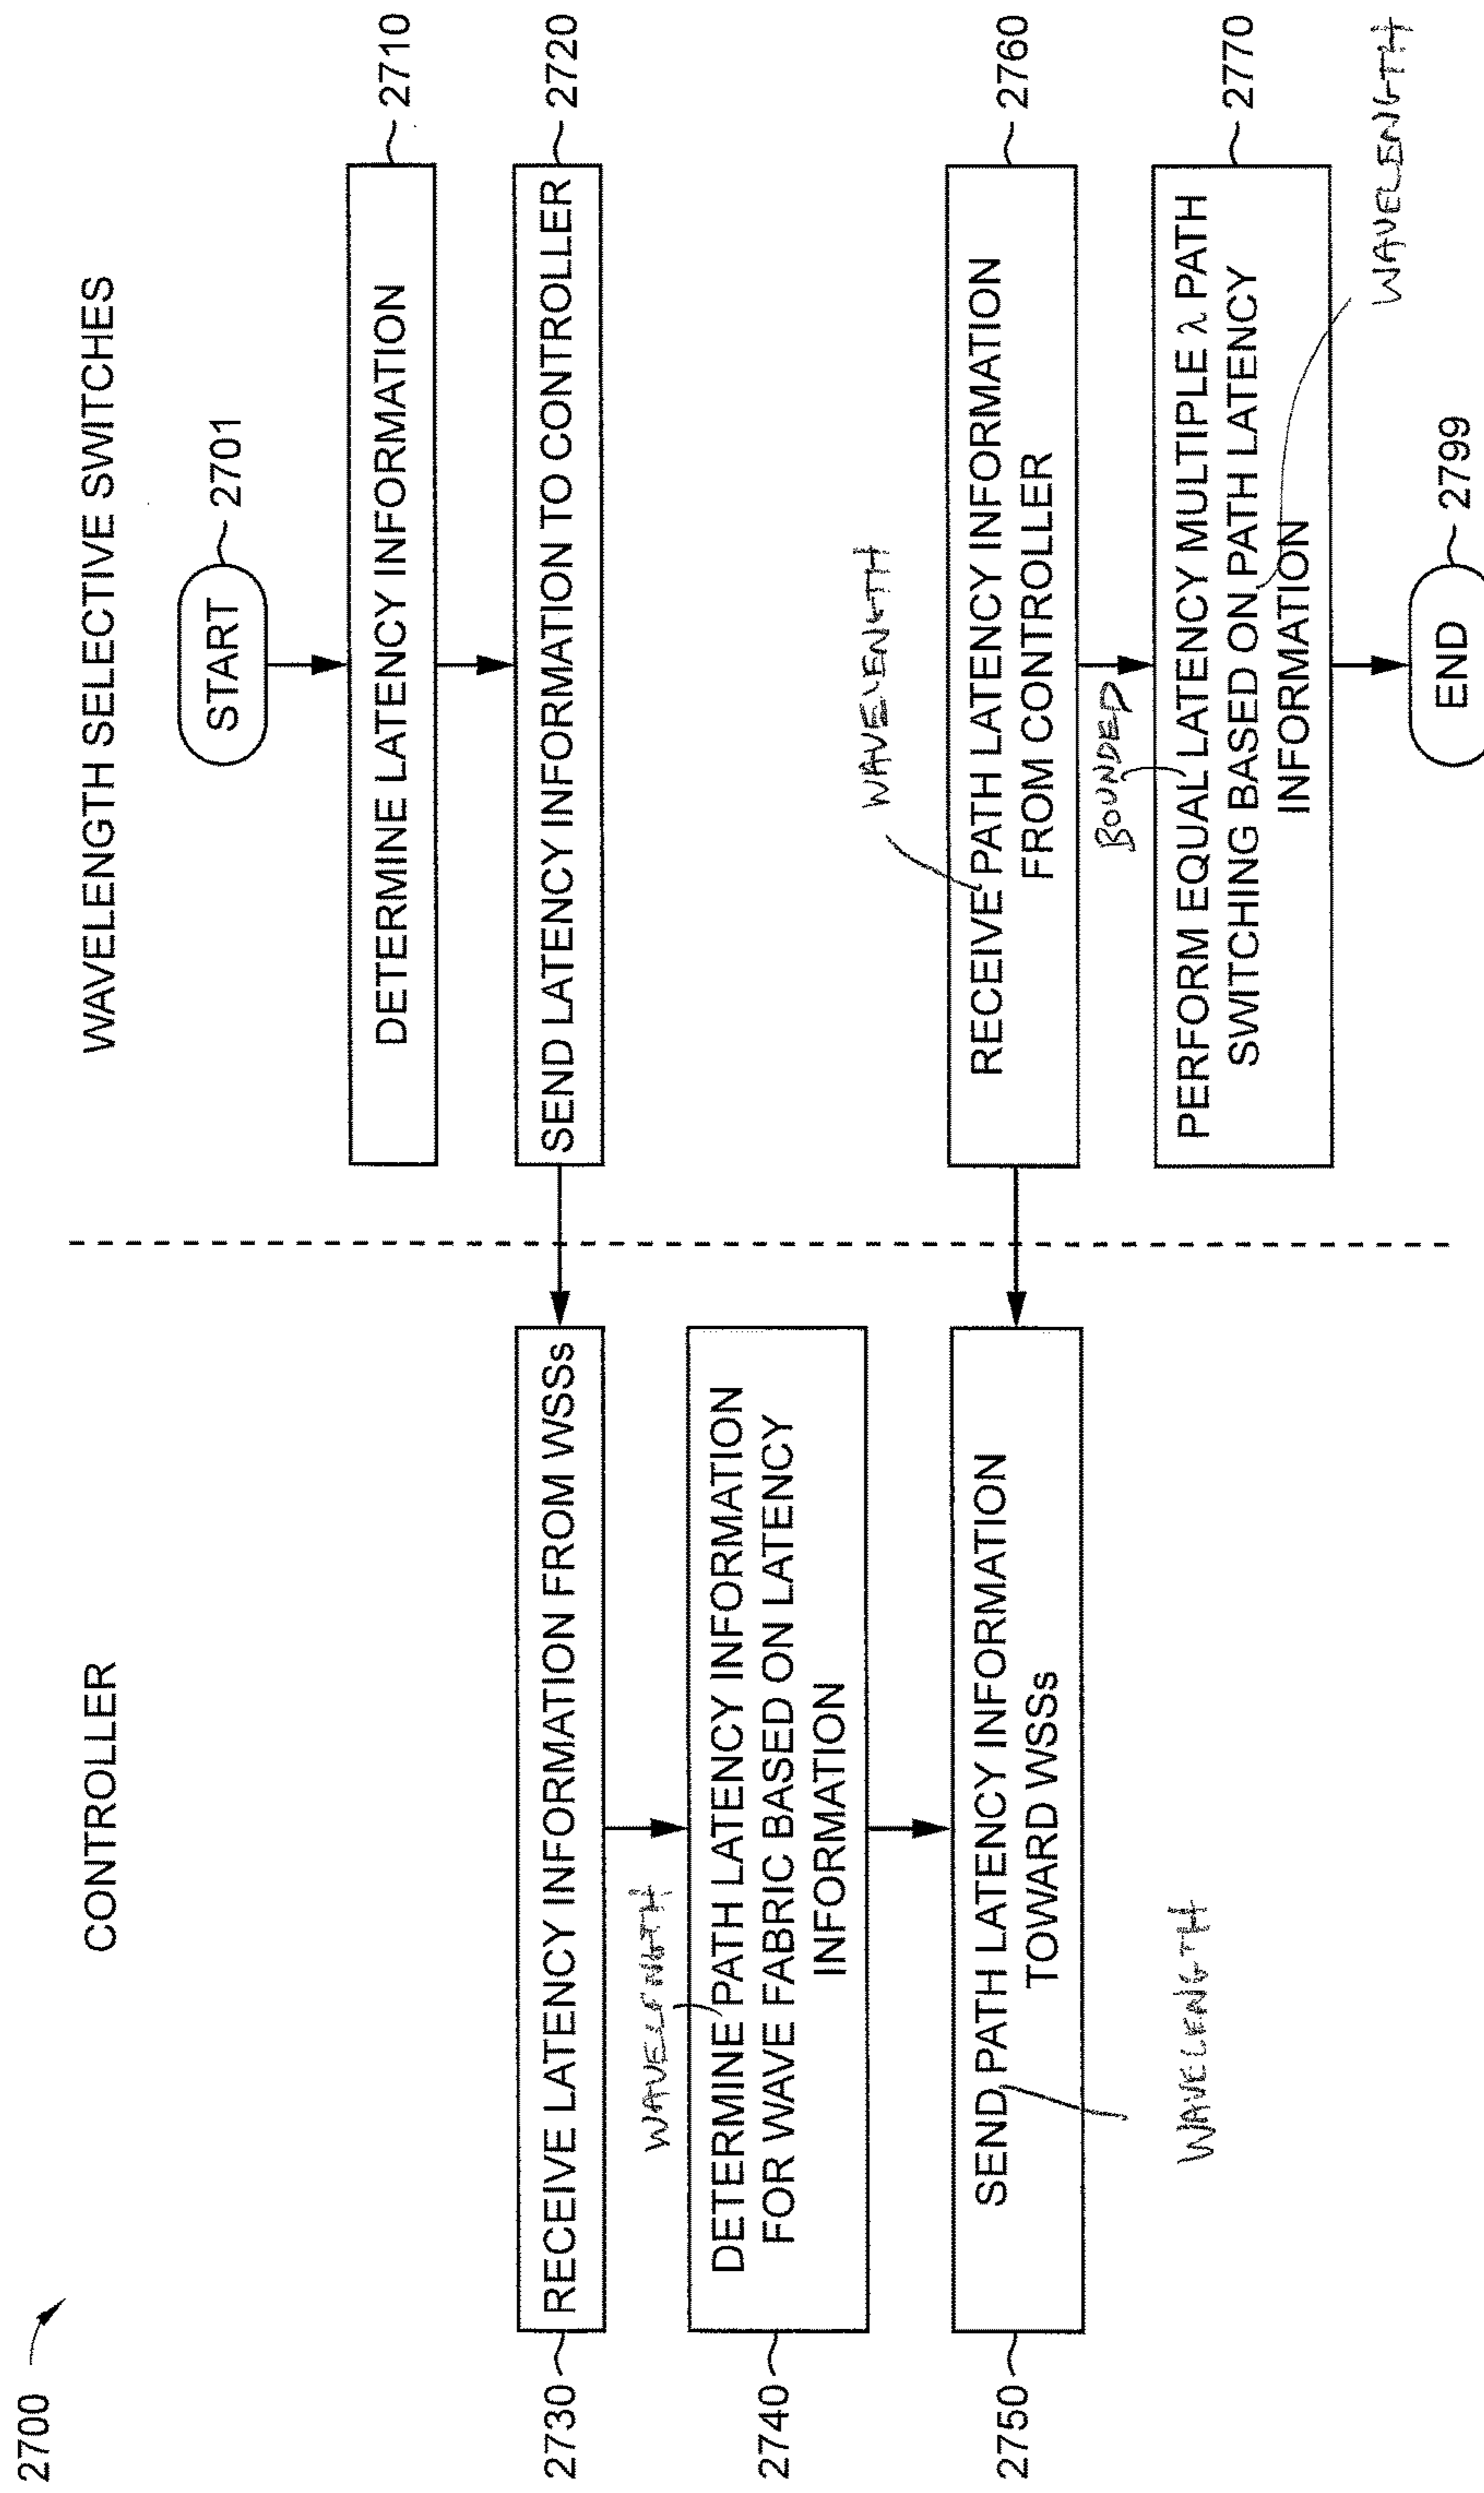 2700
CONTROLLER
WAVELENGTH SELECTIVE SWITCHES
START
2701
DETERMINE LATENCY INFORMATION
2710
SEND LATENCY INFORMATION TO CONTROLLER
2720
2730
RECEIVE LATENCY INFORMATION FROM WSSs
WAVELENGTH
2740
DETERMINE PATH LATENCY INFORMATION
FOR WAVE FABRIC BASED ON LATENCY
INFORMATION
2750
SEND PATH LATENCY INFORMATION
TOWARD WSSs
WAVELENGTH
WAVELENGTH
RECEIVE PATH LATENCY INFORMATION
FROM CONTROLLER
2760
BOUNDED
PERFORM EQUAL LATENCY MULTIPLE λ PATH
SWITCHING BASED ON PATH LATENCY
INFORMATION
2770
WAVELENGTH
END
2799